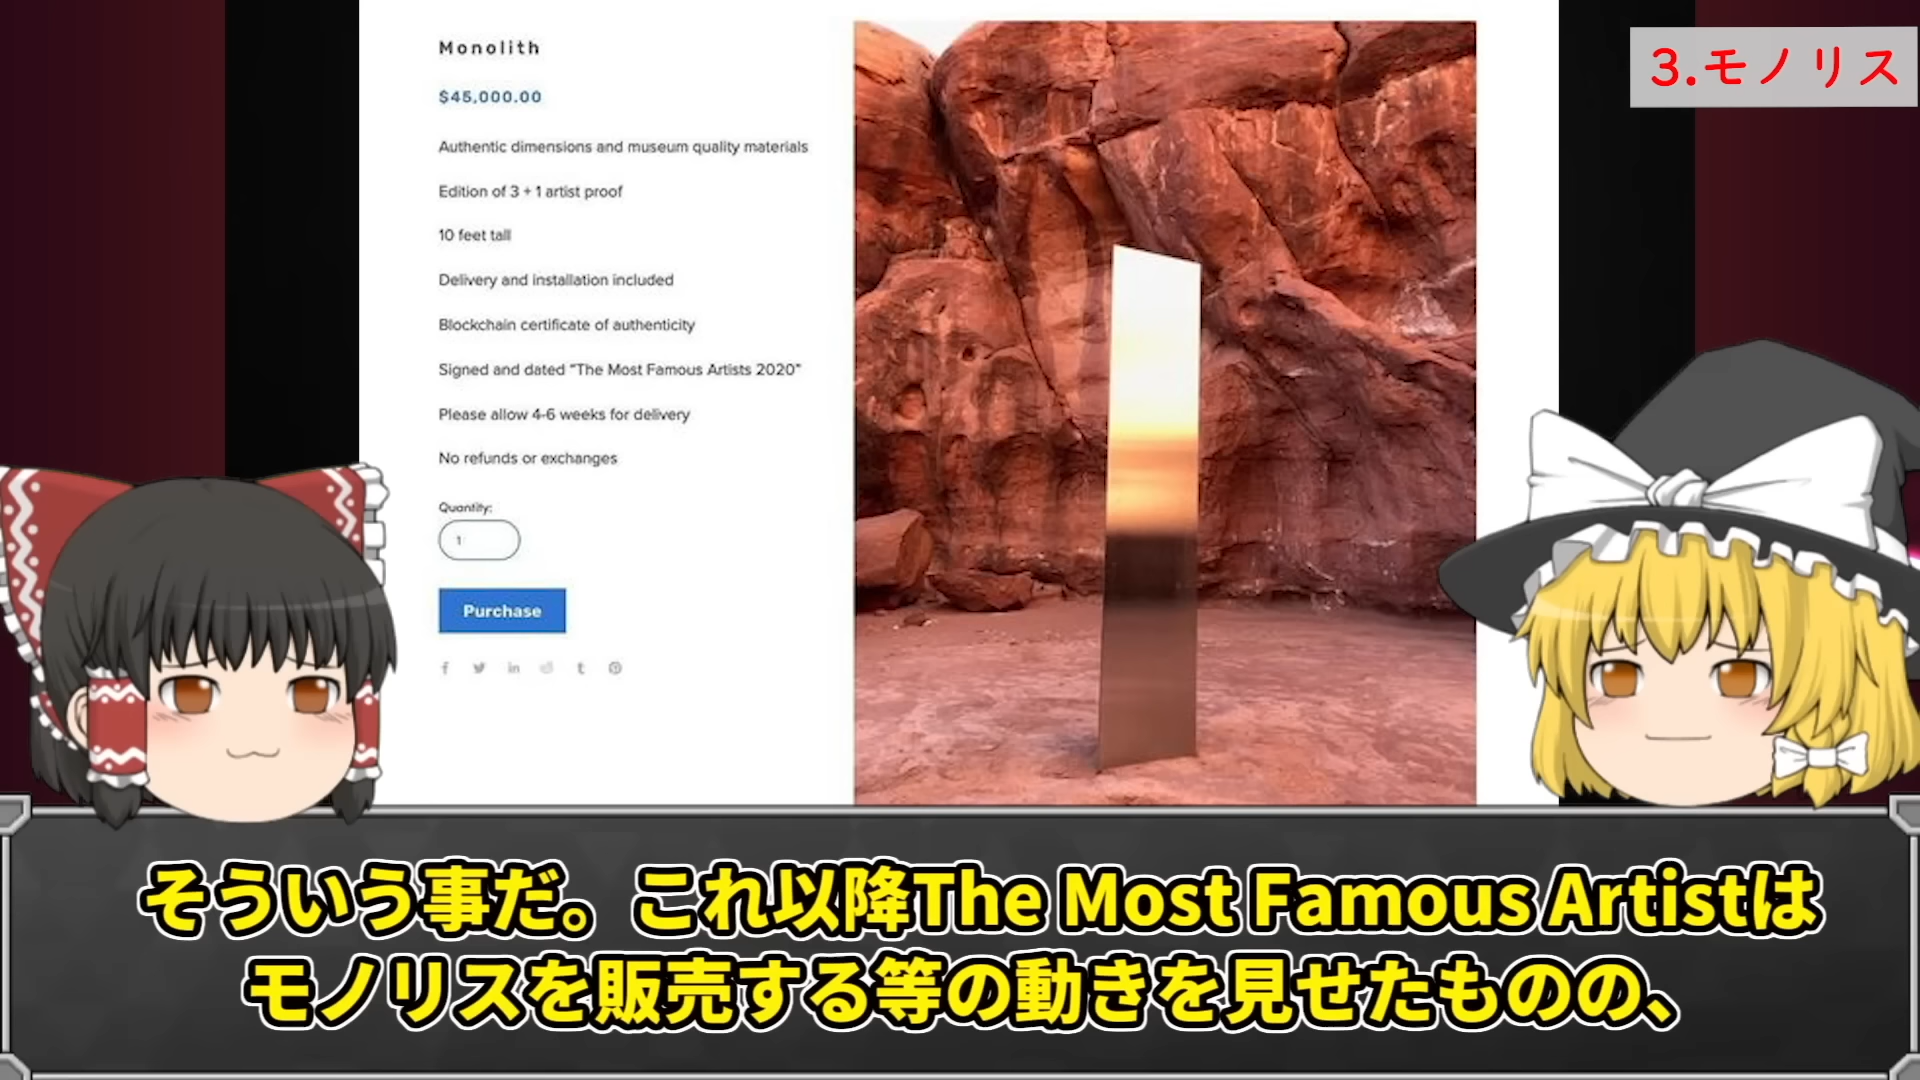 Monolith
$45,000.00
Authentic dimensions and museum quality materials
Edition of 3 + 1 artist proof
10 feet tall
Delivery and installation included
Blockchain certificate of authenticity
Signed and dated "The Most Famous Artists 2020"
Please allow 4-6 weeks for delivery
No refunds or exchanges
Quantity:
1
Purchase
3.モノリス
そういう事だ。これ以降The Most Famous Artistは
モノリスを販売する等の動きを見せたものの、